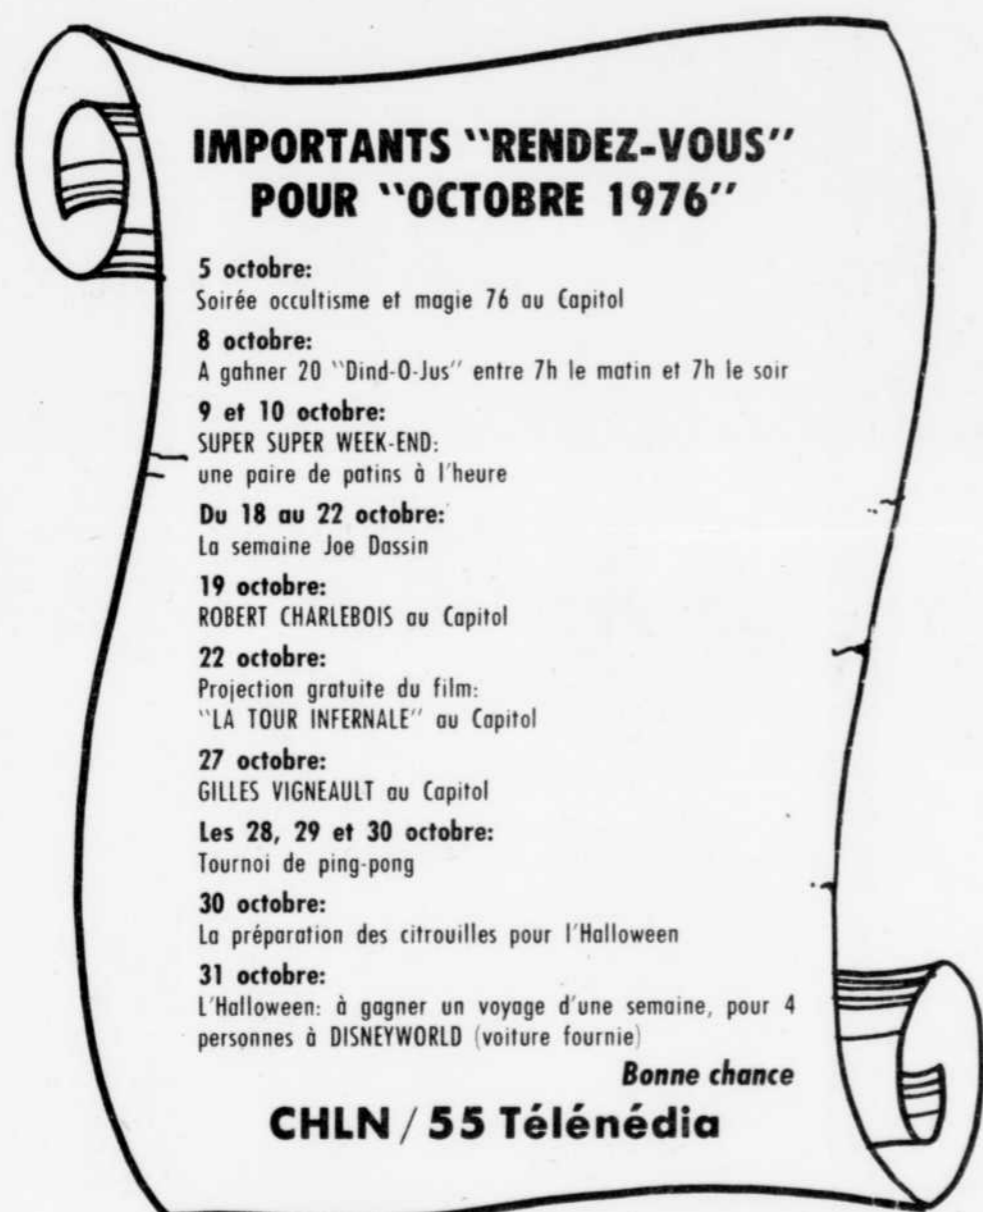 IMPORTANTS "RENDEZ-VOUS"
POUR "OCTOBRE 1976"
5 octobre:
Soirée occultisme et magie 76 au Capitol
8 octobre:
A gahner 20 "Dind-O-Jus" entre 7h le matin et 7h le soir
9 et 10 octobre:
SUPER SUPER WEEK-END:
une paire de patins à l'heure
Du 18 au 22 octobre:
La semaine Joe Dassin
19 octobre:
ROBERT CHARLEBOIS au Capitol
22 octobre:
Projection gratuite du film:
"LA TOUR INFERNALE" au Capitol
27 octobre:
GILLES VIGNEAULT au Capitol
Les 28, 29 et 30 octobre:
Tournoi de ping-pong
30 octobre:
La préparation des citrouilles pour l'Halloween
31 octobre:
L'Halloween: à gagner un voyage d'une semaine, pour 4
personnes à DISNEYWORLD (voiture fournie)
Bonne chance
CHLN / 55 Télénédia